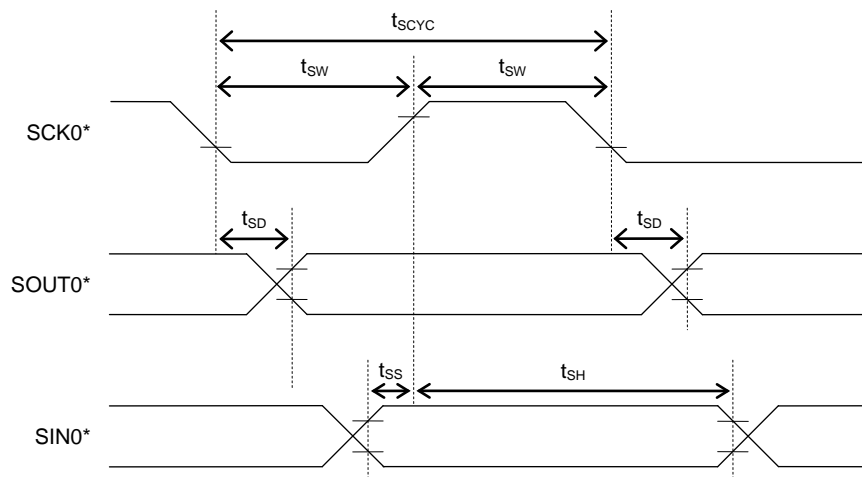 tSCYC
tSW tSW
SCK0*
tSD tSD
SOUT0*
tSS tSH
SIN0*